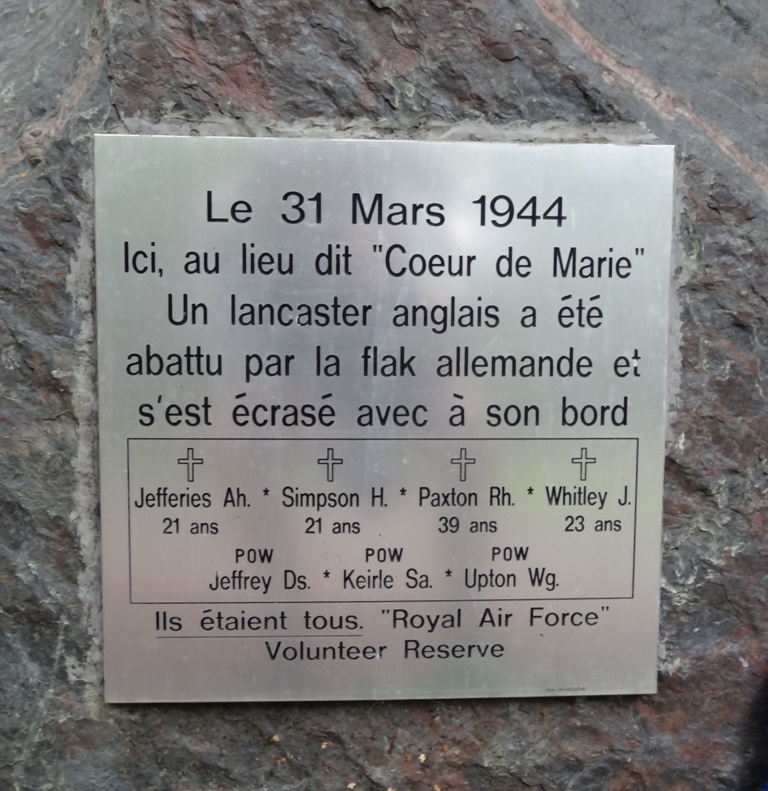 Le 31 Mars 1944
Ici, au lieu dit "Coeur de Marie"
Un lancaster anglais a été
abattu par la flak allemande et
s'est écrasé avec à son bord
Jefferies Ah. * Simpson H. * Paxton Rh. * Whitley J.
21 ans 21 ans 39 ans 23 ans
POW POW POW
Jeffrey Ds. * Keirle Sa. * Upton Wg.
Ils étaient tous. "Royal Air Force"
Volunteer Reserve